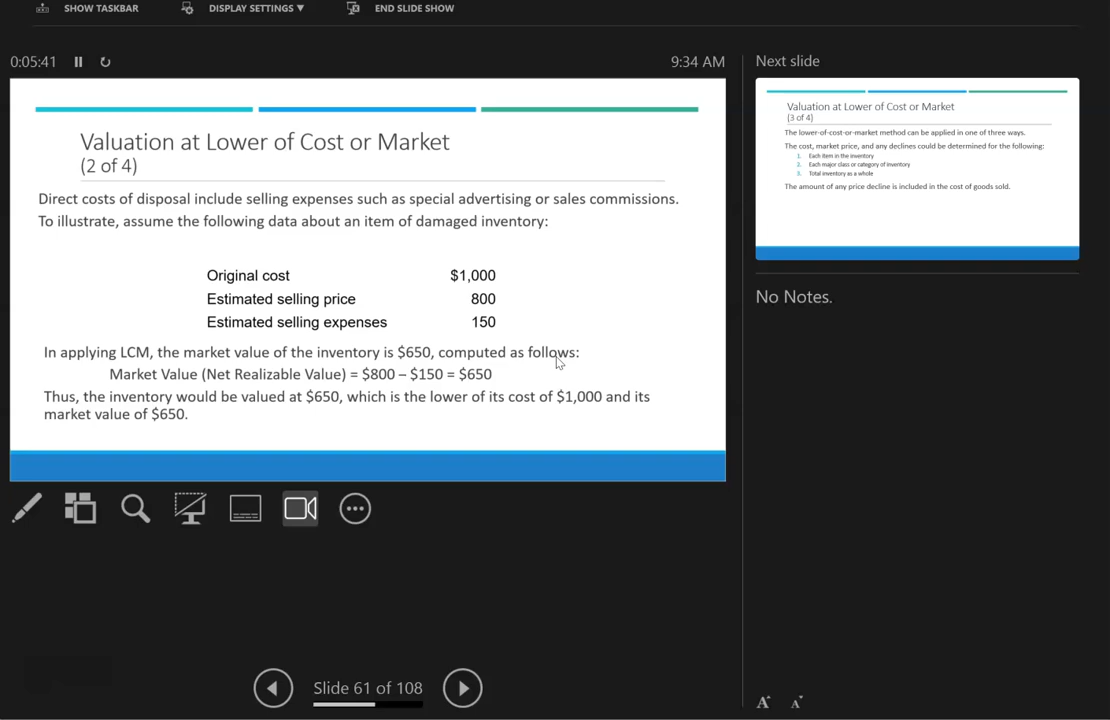 SHOW TASKBAR DISPLAY SETTINGS ▼ END SLIDE SHOW
0:05:41 9:34 AM
Valuation at Lower of Cost or Market
(2 of 4)
Direct costs of disposal include selling expenses such as special advertising or sales commissions.
To illustrate, assume the following data about an item of damaged inventory:
Original cost $1,000
Estimated selling price 800
Estimated selling expenses 150
In applying LCM, the market value of the inventory is $650, computed as follows:
Market Value (Net Realizable Value) = $800 – $150 = $650
Thus, the inventory would be valued at $650, which is the lower of its cost of $1,000 and its
market value of $650.
Slide 61 of 108
Next slide
Valuation at Lower of Cost or Market
(3 of 4)
The lower-of-cost-or-market method can be applied in one of three ways.
The cost, market price, and any declines could be determined for the following:
1. Each item in the inventory
2. Each major class or category of inventory
3. Total inventory as a whole
The amount of any price decline is included in the cost of goods sold.
No Notes.
A A